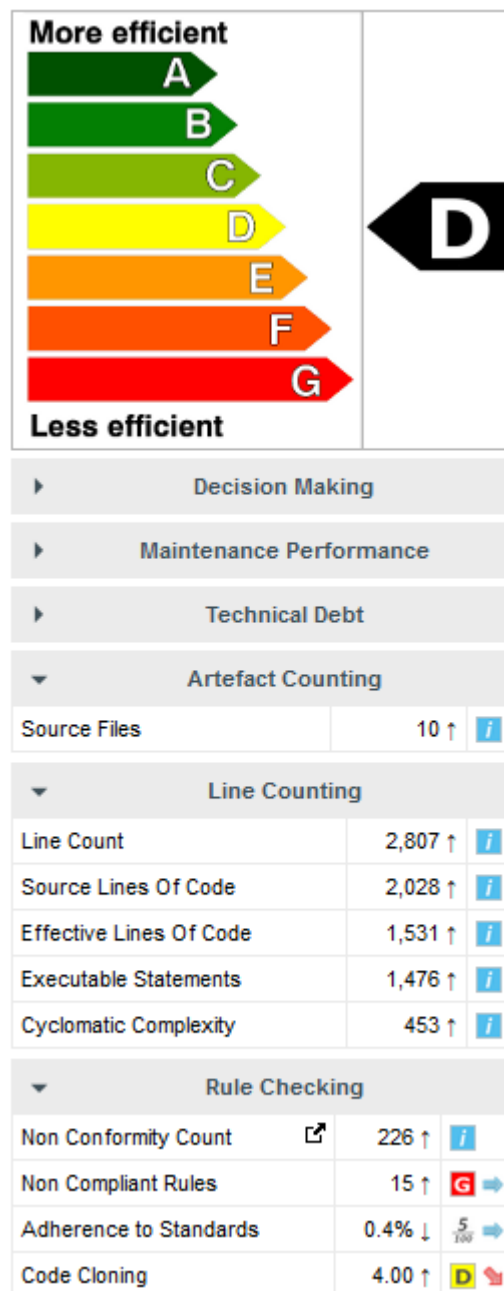 More efficient
A
B
C
D
D
E
F
G
Less efficient
Decision Making
Maintenance Performance
Technical Debt
Artefact Counting
Source Files 10 ↑ i
Line Counting
Line Count 2,807 ↑ i
Source Lines Of Code 2,028 ↑ i
Effective Lines Of Code 1,531 ↑ i
Executable Statements 1,476 ↑ i
Cyclomatic Complexity 453 ↑ i
Rule Checking
Non Conformity Count 226 ↑ i
Non Compliant Rules 15 ↑ G
Adherence to Standards 0.4% ↓ 5/100
Code Cloning 4.00 ↑ D